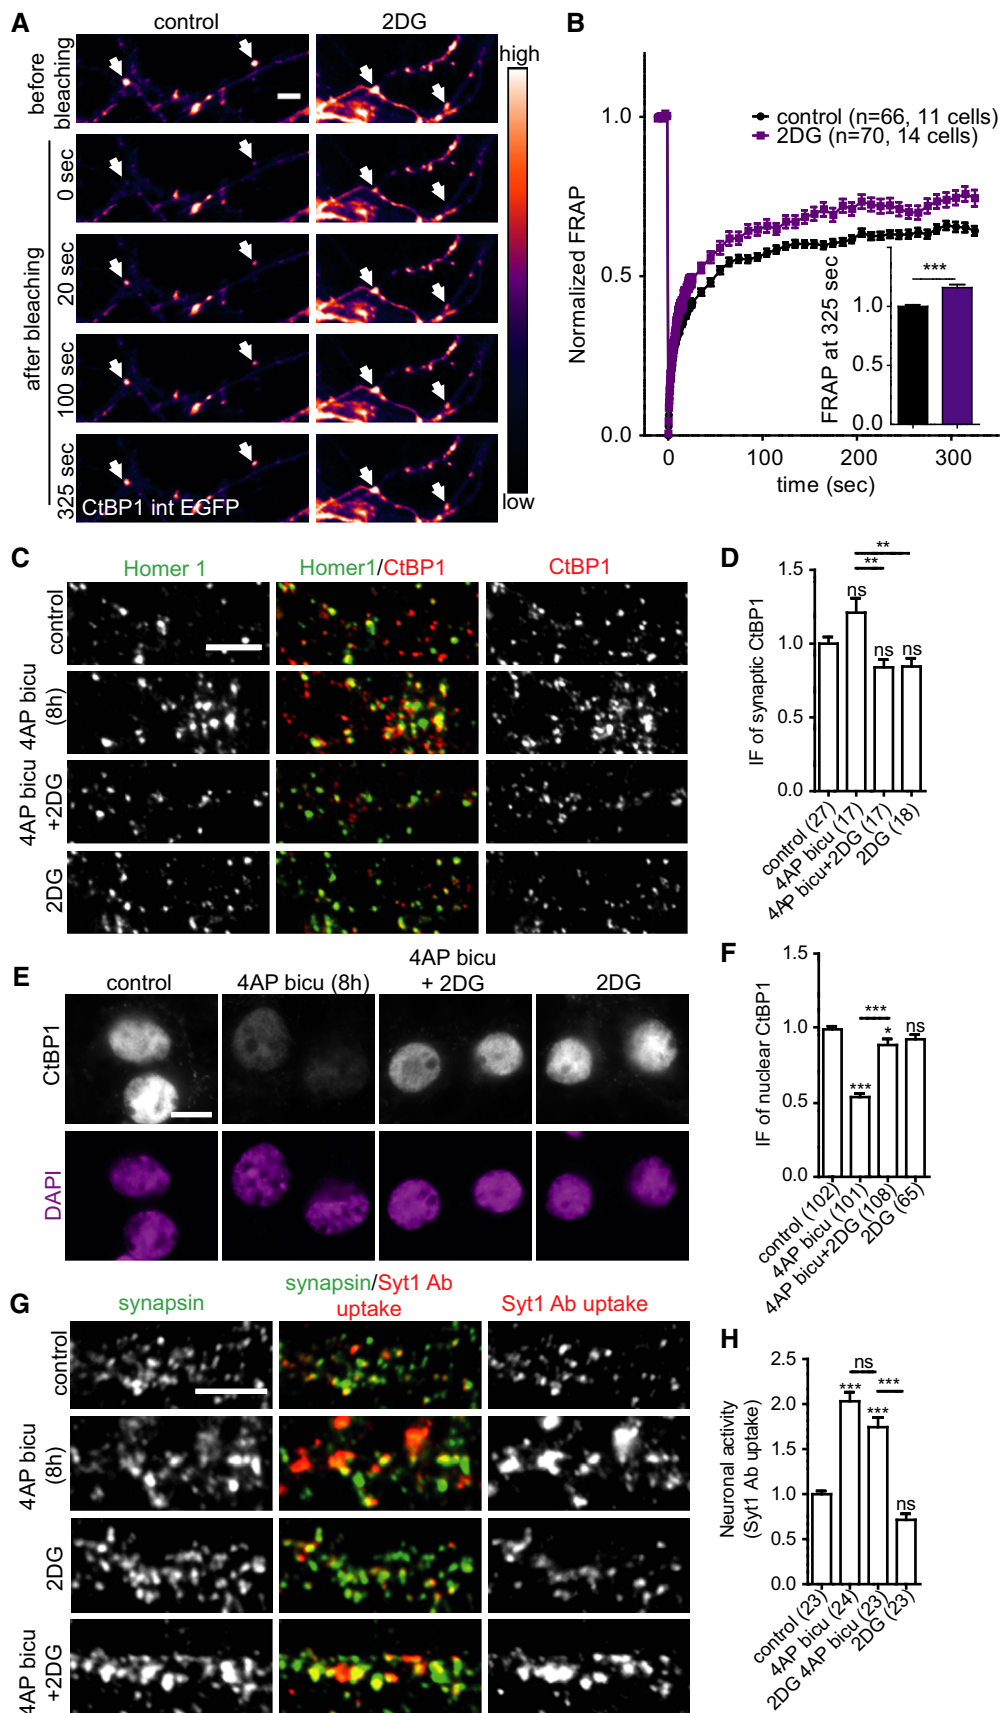 A
control
2DG
before
bleaching
after bleaching
0 sec
20 sec
100 sec
325 sec
CtBP1 int EGFP
high
low
B
Normalized FRAP
1.0
0.5
0.0
control (n=66, 11 cells)
2DG (n=70, 14 cells)
FRAP at 325 sec
1.0
0.5
0.0
***
0
100
200
300
time (sec)
C
Homer 1
Homer1/CtBP1
CtBP1
control
4AP bicu
(8h)
4AP bicu
+2DG
2DG
D
IF of synaptic CtBP1
1.5
1.0
0.5
0.0
**
**
ns
ns
ns
control (27)
4AP bicu (17)
4AP bicu+2DG (17)
2DG (18)
E
control
4AP bicu (8h)
4AP bicu
+ 2DG
2DG
CtBP1
DAPI
F
IF of nuclear CtBP1
1.5
1.0
0.5
0.0
***
***
*
ns
control (102)
4AP bicu (101)
4AP bicu+2DG (108)
2DG (65)
G
synapsin
synapsin/Syt1 Ab
uptake
Syt1 Ab uptake
control
4AP bicu
(8h)
2DG
4AP bicu
+2DG
H
Neuronal activity
(Syt1 Ab uptake)
2.5
2.0
1.5
1.0
0.5
0.0
ns
***
***
***
ns
control (23)
4AP bicu (24)
2DG 4AP bicu (23)
2DG (23)